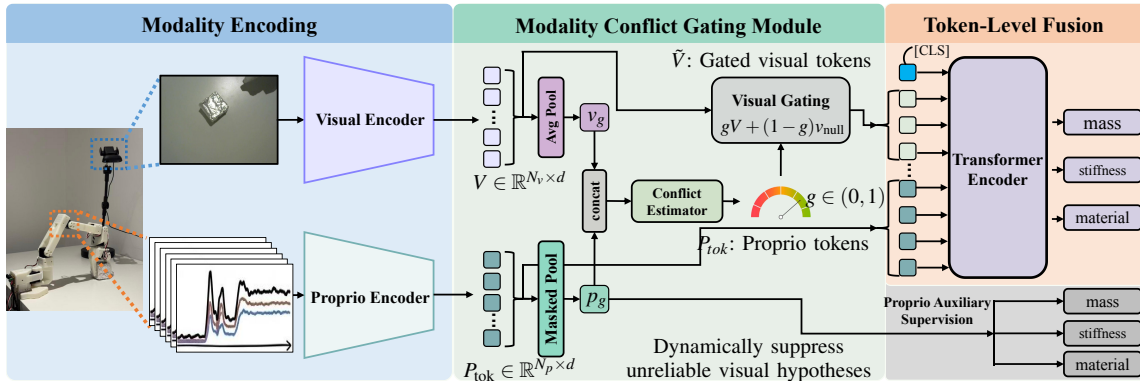 Modality Encoding
Visual Encoder
Proprio Encoder
Modality Conflict Gating Module
V ∈ ℝ^{N_v×d}
Avg Pool
v_g
concat
P_tok ∈ ℝ^{N_p×d}
Masked Pool
p_g
Conflict
Estimator
g ∈ (0, 1)
Ṽ: Gated visual tokens
Visual Gating
gV + (1 − g)v_null
P_tok: Proprio tokens
Dynamically suppress
unreliable visual hypotheses
Token-Level Fusion
[CLS]
Transformer
Encoder
mass
stiffness
material
Proprio Auxiliary
Supervision
mass
stiffness
material